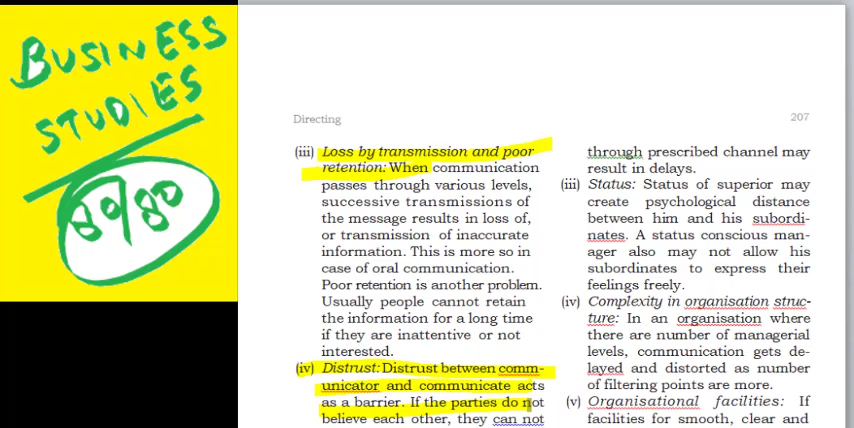 BUSINESS
STUDIES
80/80
Directing
207
(iii) Loss by transmission and poor
retention: When communication
passes through various levels,
successive transmissions of
the message results in loss of,
or transmission of inaccurate
information. This is more so in
case of oral communication.
Poor retention is another problem.
Usually people cannot retain
the information for a long time
if they are inattentive or not
interested.
(iv) Distrust: Distrust between comm-
unicator and communicate acts
as a barrier. If the parties do not
believe each other, they can not
through prescribed channel may
result in delays.
(iii) Status: Status of superior may
create psychological distance
between him and his subordi-
nates. A status conscious man-
ager also may not allow his
subordinates to express their
feelings freely.
(iv) Complexity in organisation struc-
ture: In an organisation where
there are number of managerial
levels, communication gets de-
layed and distorted as number
of filtering points are more.
(v) Organisational facilities: If
facilities for smooth, clear and